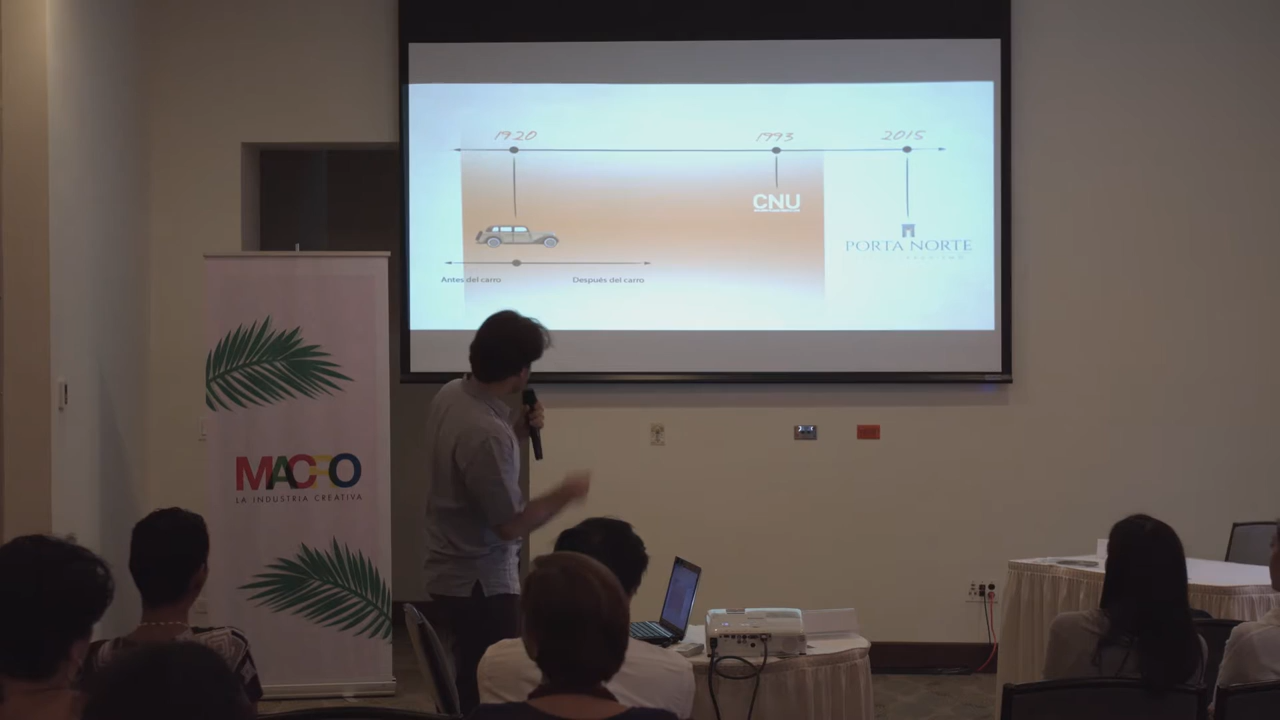 1920
1993
2015
CNU
PORTA NORTE
Antes del carro
Después del carro
MACRO
LA INDUSTRIA CREATIVA